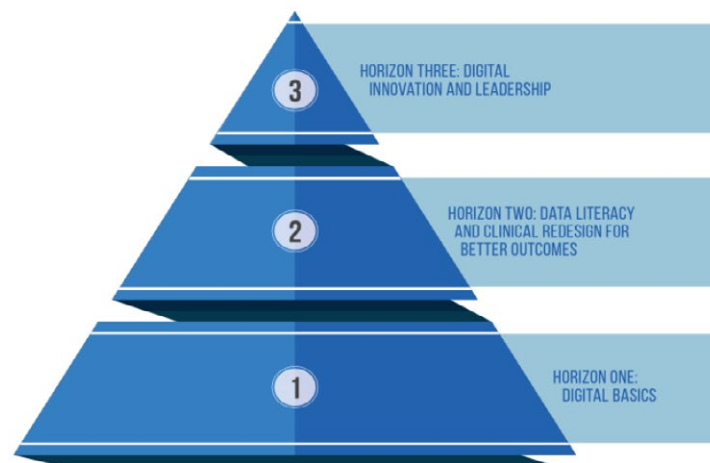 3
HORIZON THREE: DIGITAL
INNOVATION AND LEADERSHIP
2
HORIZON TWO: DATA LITERACY
AND CLINICAL REDESIGN FOR
BETTER OUTCOMES
1
HORIZON ONE:
DIGITAL BASICS